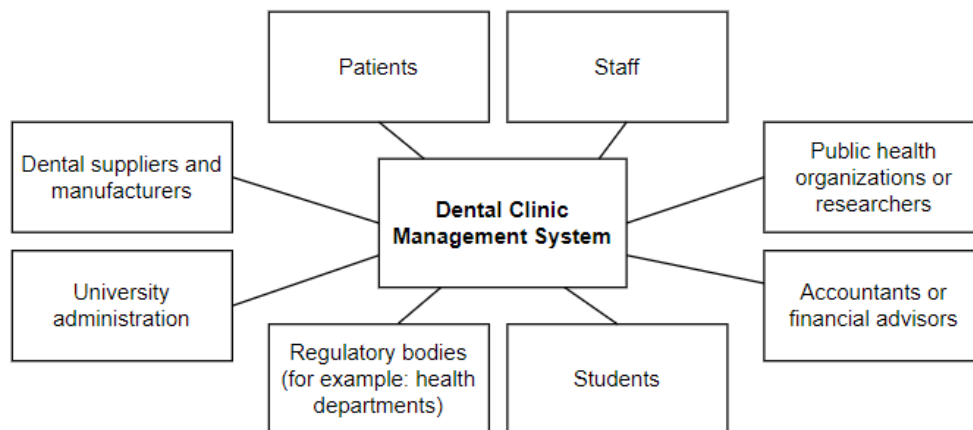 Patients
Staff
Dental suppliers and
manufacturers
Public health
organizations or
researchers
Dental Clinic
Management System
University
administration
Accountants or
financial advisors
Regulatory bodies
(for example: health
departments)
Students